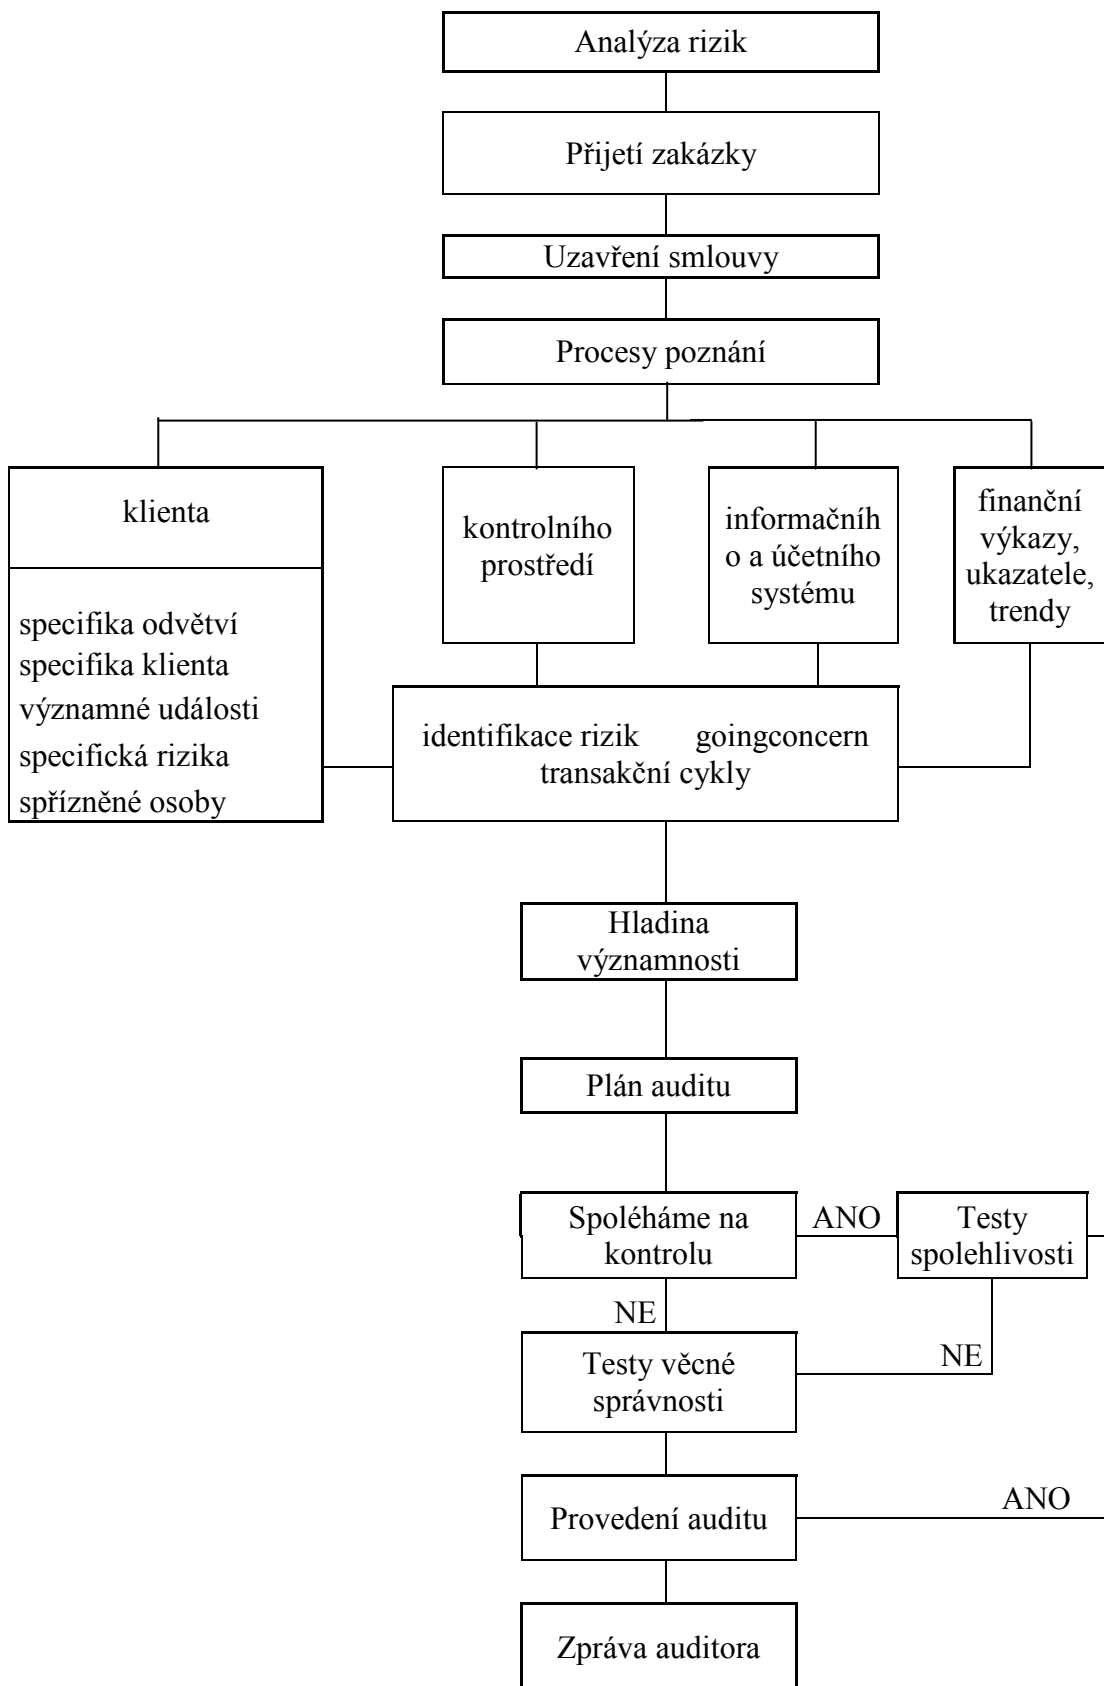 Analýza rizik
Přijetí zakázky
Uzavření smlouvy
Procesy poznání
klienta
specifika odvětví
specifika klienta
významné události
specifická rizika
spřízněné osoby
kontrolního
prostředí
informačníh
o a účetního
systému
finanční
výkazy,
ukazatele,
trendy
identifikace rizik goingconcern
transakční cykly
Hladina
významnosti
Plán auditu
Spoléháme na
kontrolu
ANO
Testy
spolehlivosti
NE
NE
Testy věcné
správnosti
Provedení auditu
ANO
Zpráva auditora